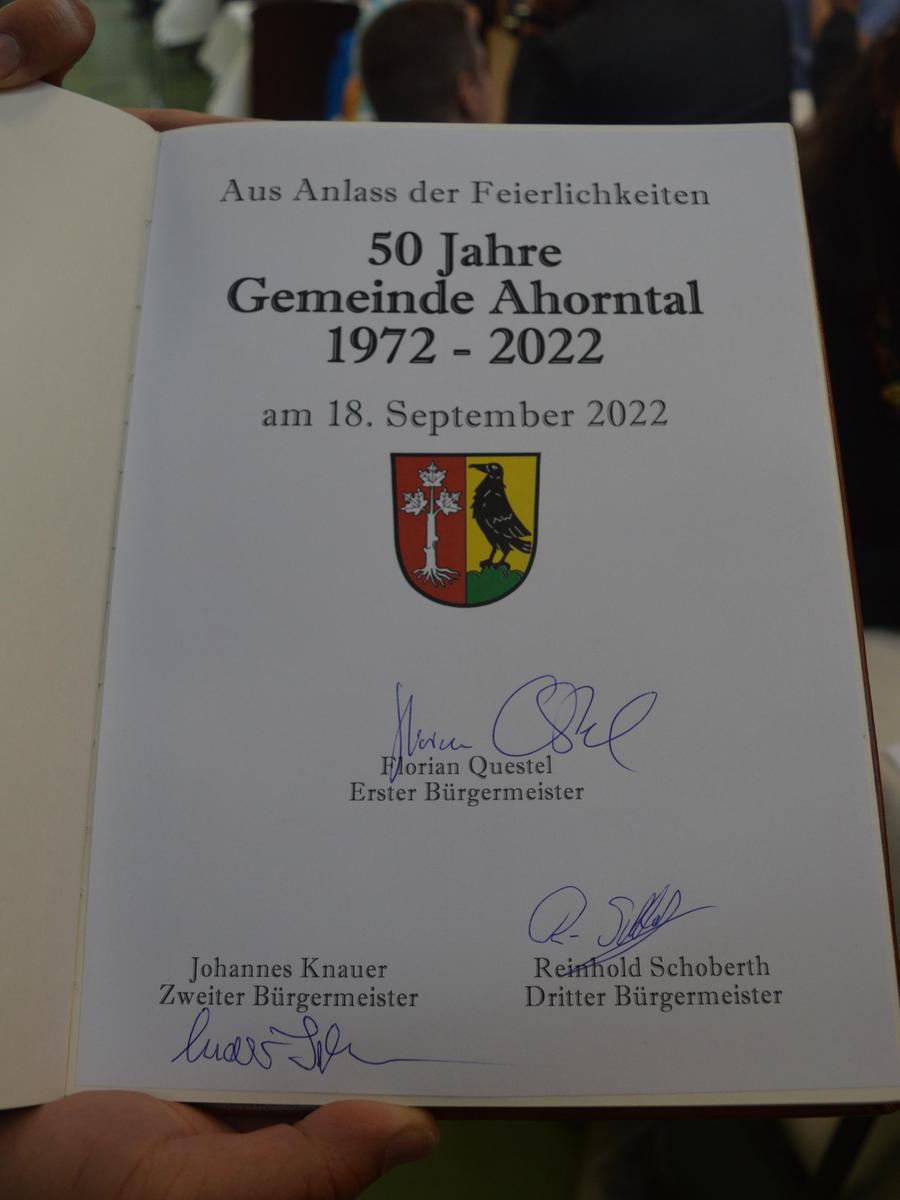 Aus Anlass der Feierlichkeiten
50 Jahre
Gemeinde Ahorntal
1972 - 2022
am 18. September 2022
Florian Questel
Erster Bürgermeister
Johannes Knauer
Zweiter Bürgermeister
Reinhold Schoberth
Dritter Bürgermeister